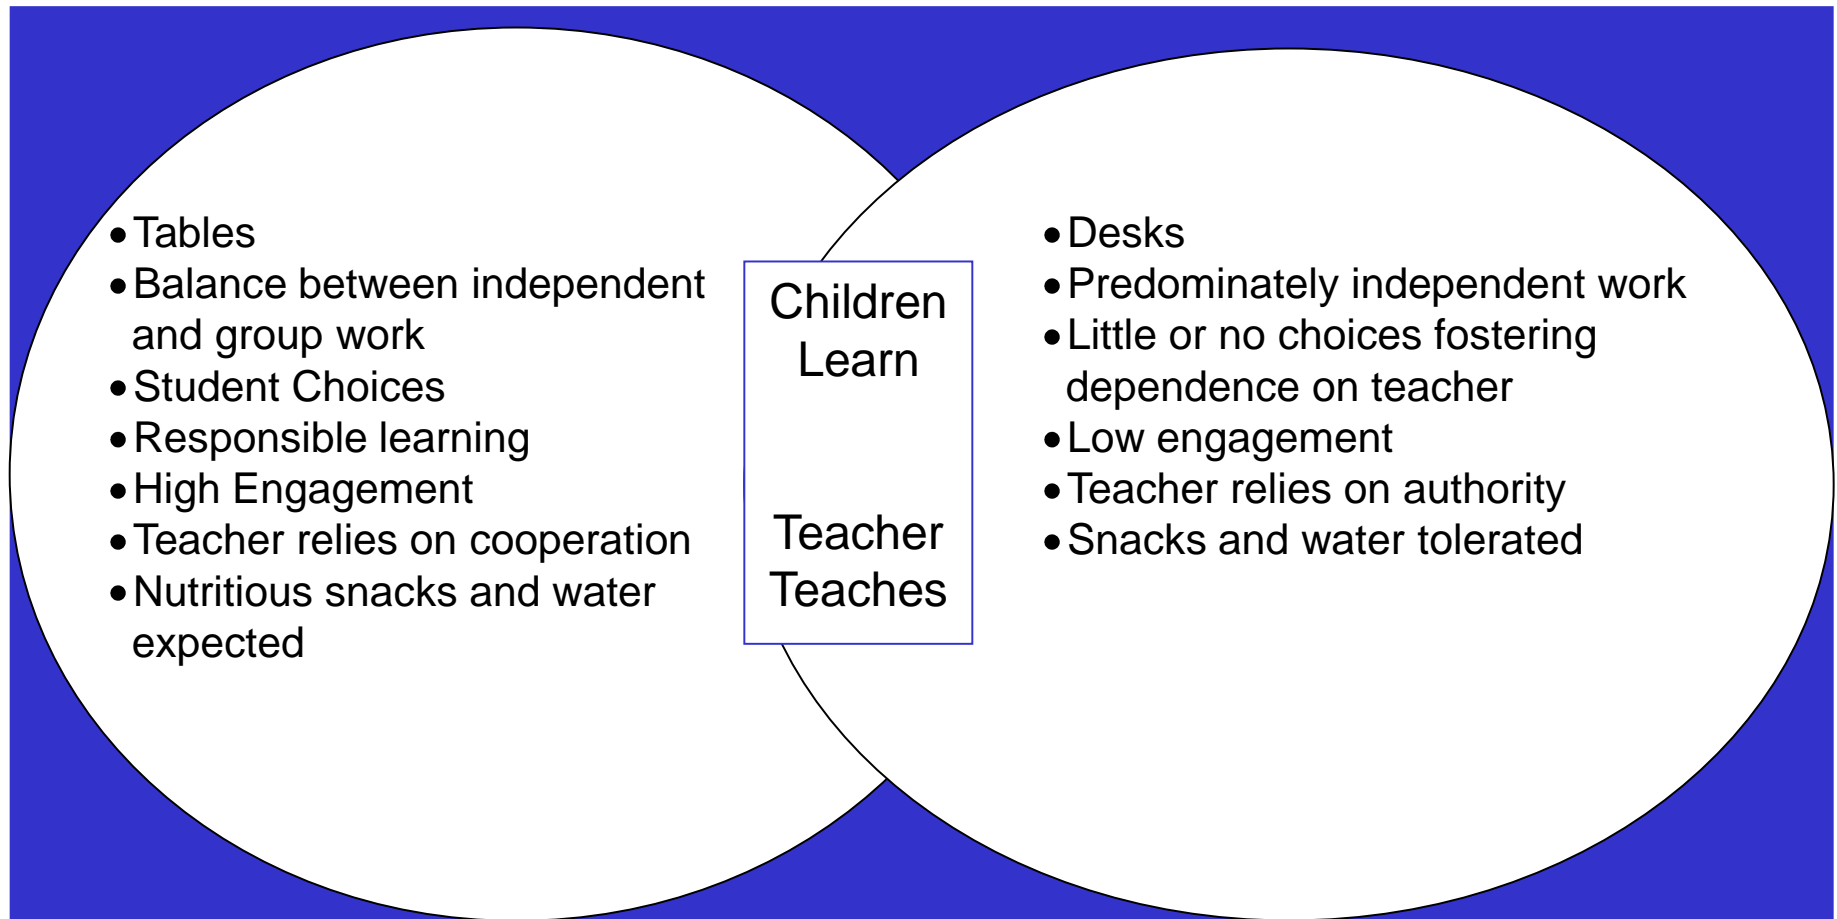 • Tables
• Balance between independent
and group work
• Student Choices
• Responsible learning
• High Engagement
• Teacher relies on cooperation
• Nutritious snacks and water
expected
Children
Learn
Teacher
Teaches
• Desks
• Predominately independent work
• Little or no choices fostering
dependence on teacher
• Low engagement
• Teacher relies on authority
• Snacks and water tolerated